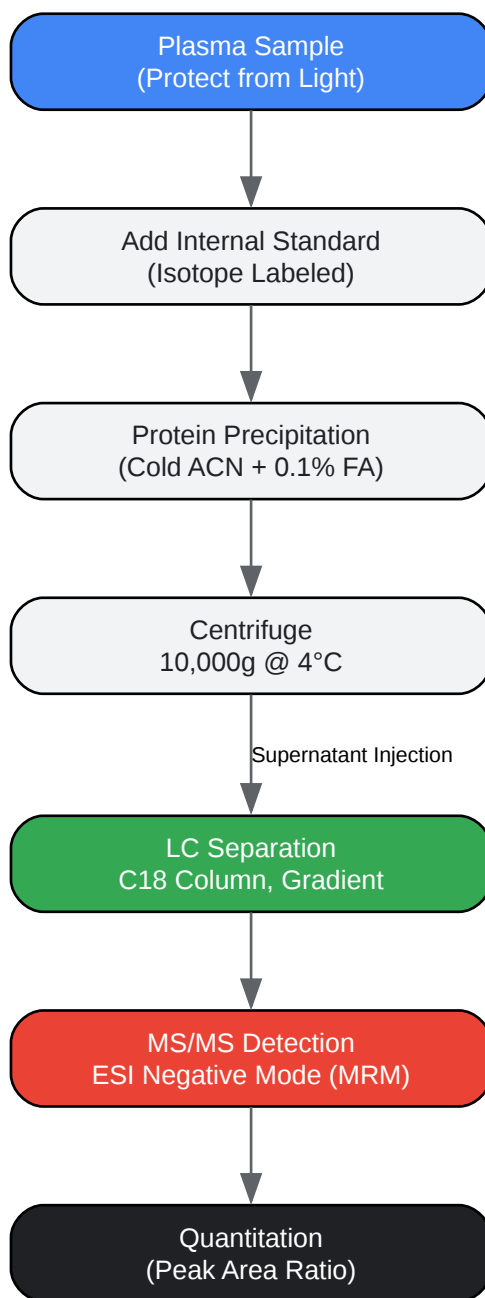 Plasma Sample
(Protect from Light)
Add Internal Standard
(Isotope Labeled)
Protein Precipitation
(Cold ACN + 0.1% FA)
Centrifuge
10,000g @ 4°C
Supernatant Injection
LC Separation
C18 Column, Gradient
MS/MS Detection
ESI Negative Mode (MRM)
Quantitation
(Peak Area Ratio)